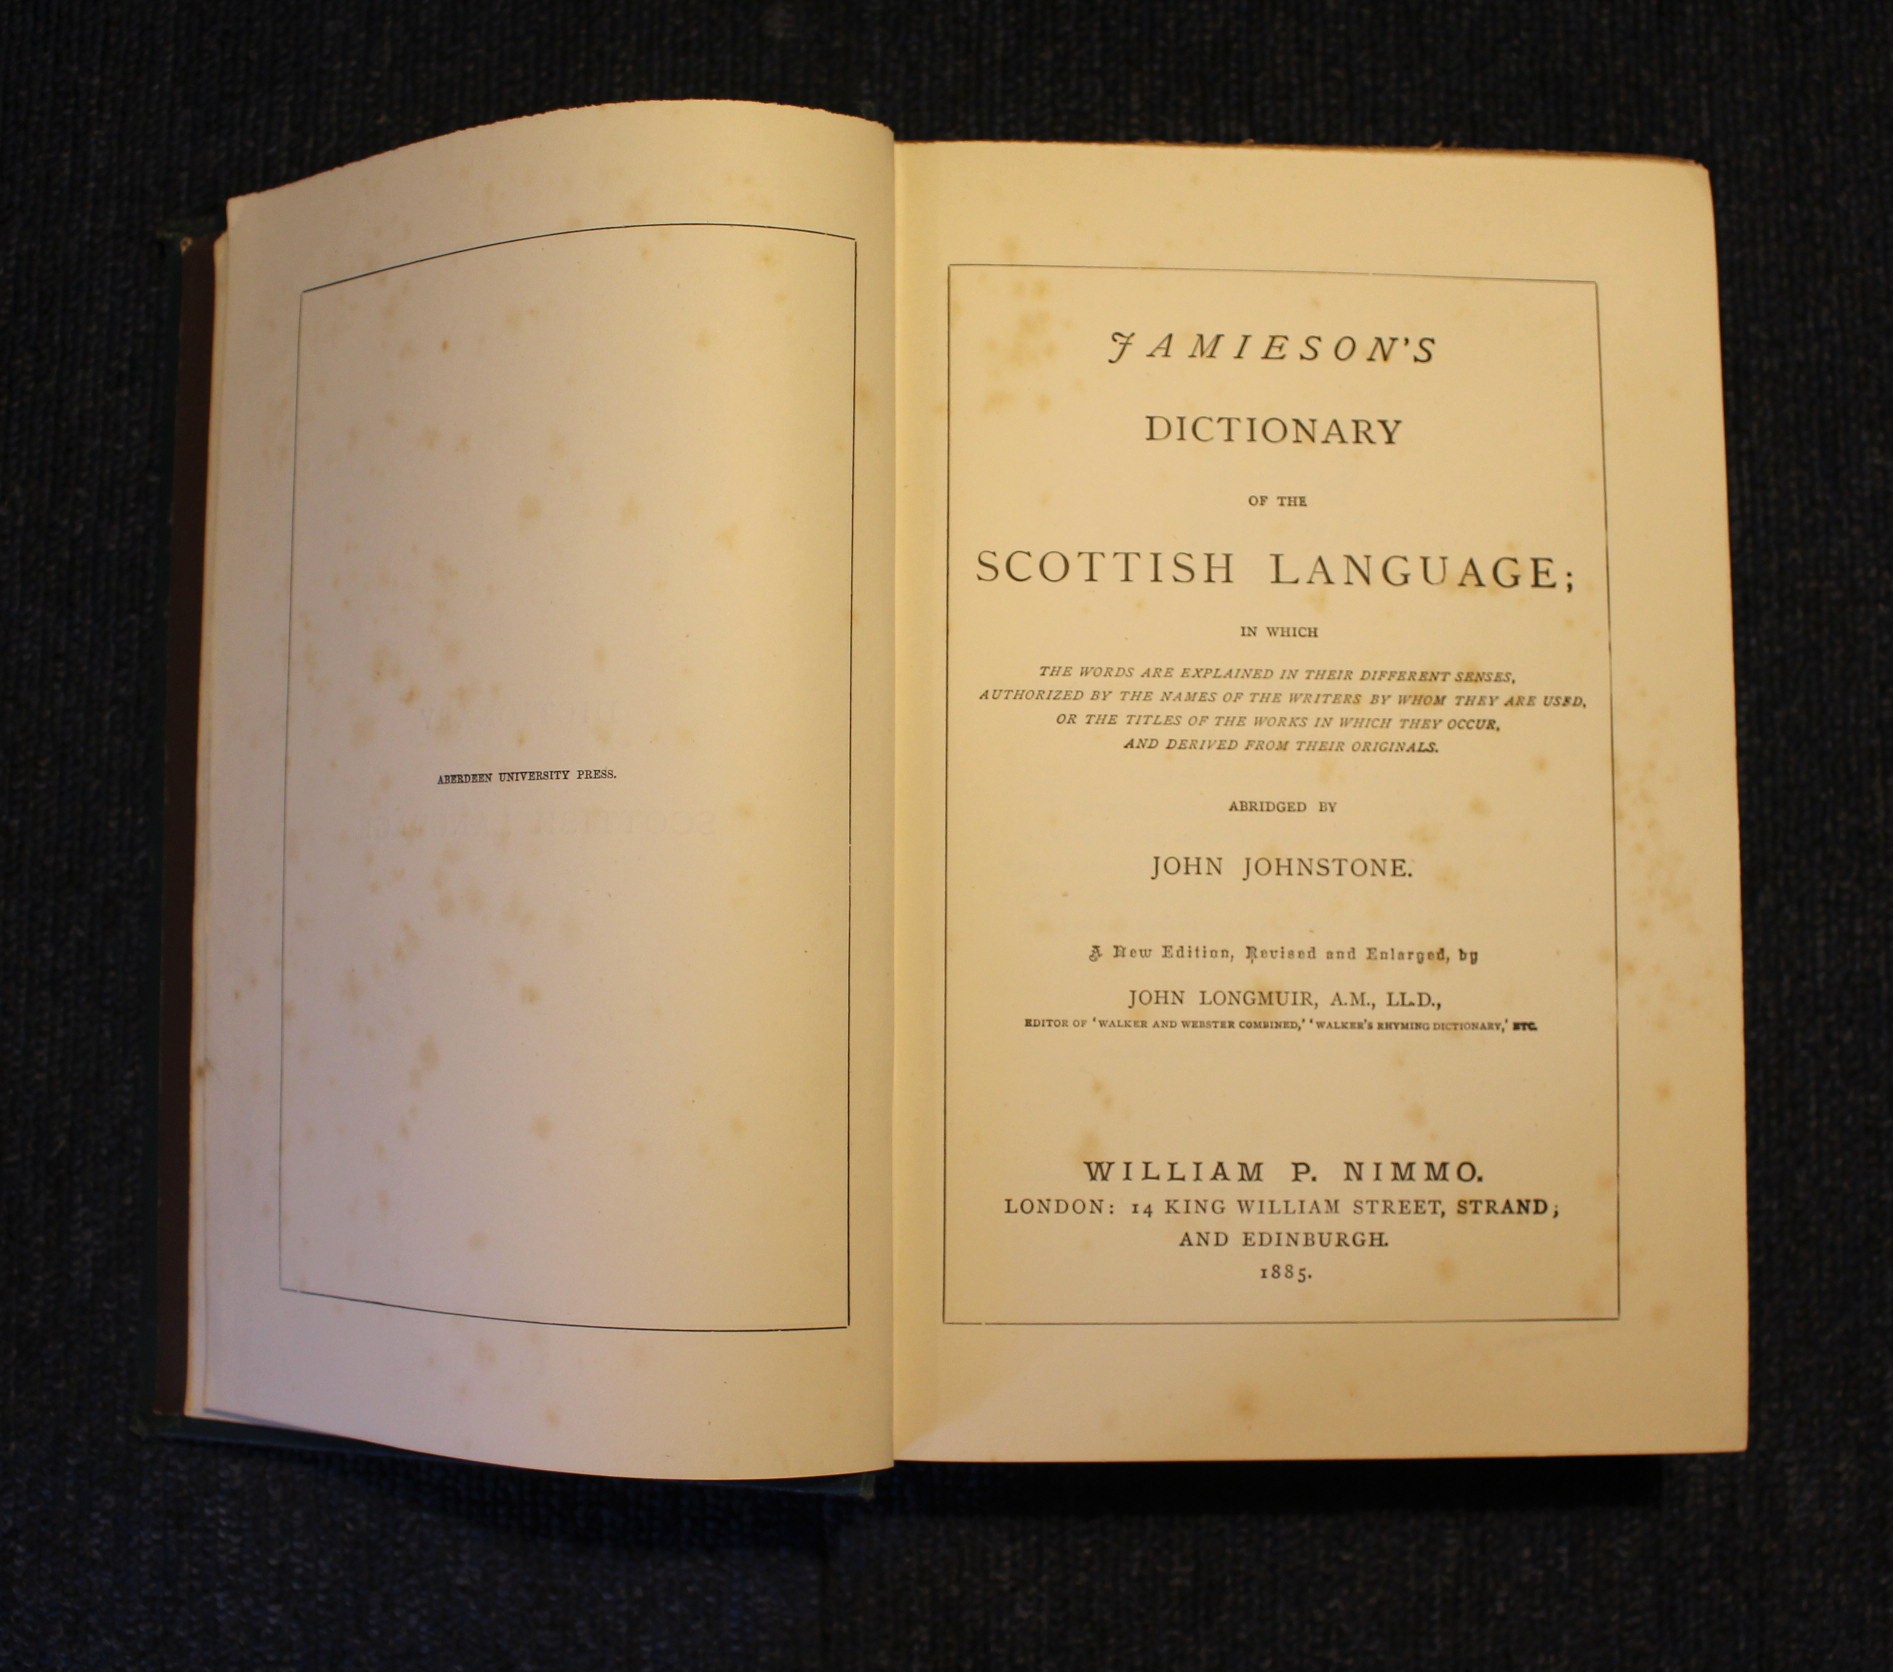 ABERDEEN UNIVERSITY PRESS.
JAMIESON'S
DICTIONARY
OF THE
SCOTTISH LANGUAGE;
IN WHICH
THE WORDS ARE EXPLAINED IN THEIR DIFFERENT SENSES,
AUTHORIZED BY THE NAMES OF THE WRITERS BY WHOM THEY ARE USED,
OR THE TITLES OF THE WORKS IN WHICH THEY OCCUR,
AND DERIVED FROM THEIR ORIGINALS.
ABRIDGED BY
JOHN JOHNSTONE.
A New Edition, Revised and Enlarged, by
JOHN LONGMUIR, A.M., LL.D.,
EDITOR OF 'WALKER AND WEBSTER COMBINED,' 'WALKER'S RHYMING DICTIONARY,' ETC.
WILLIAM P. NIMMO.
LONDON: 14 KING WILLIAM STREET, STRAND;
AND EDINBURGH.
1885.